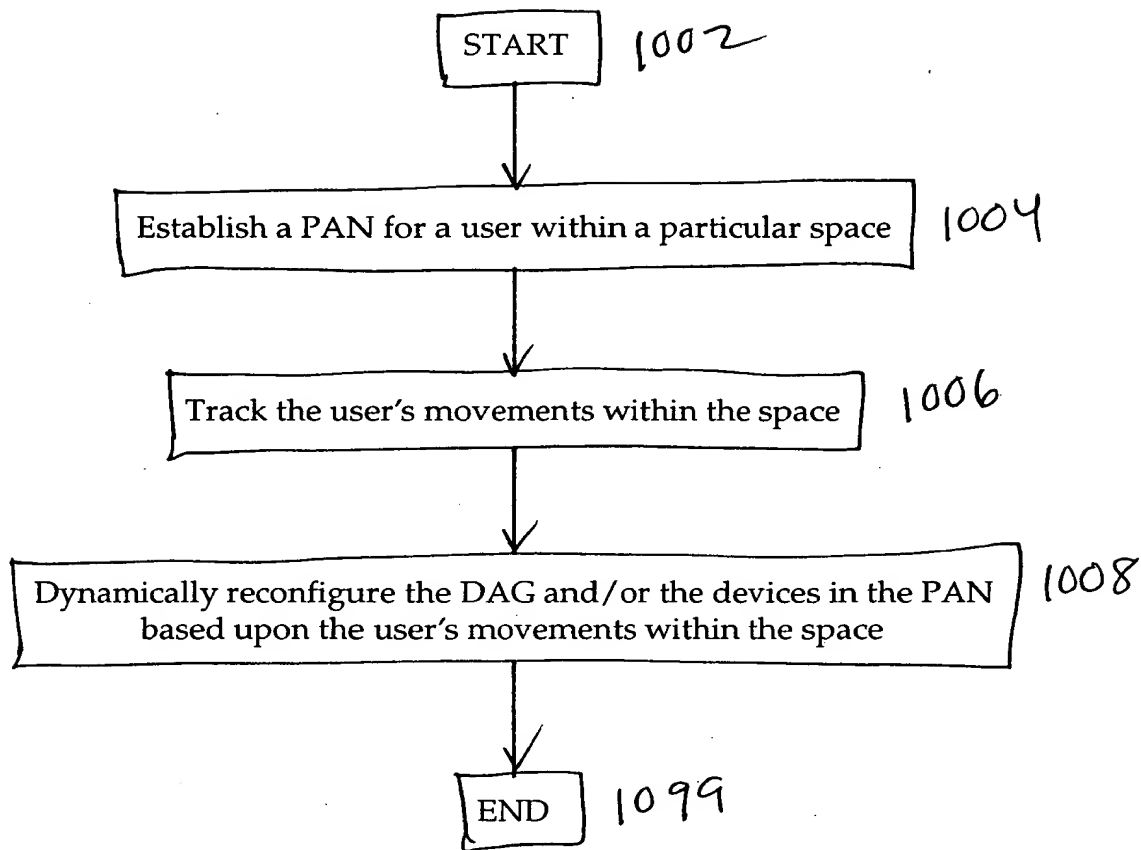 START 1002
Establish a PAN for a user within a particular space 1004
Track the user's movements within the space 1006
Dynamically reconfigure the DAG and/or the devices in the PAN 1008
based upon the user's movements within the space
END 1099